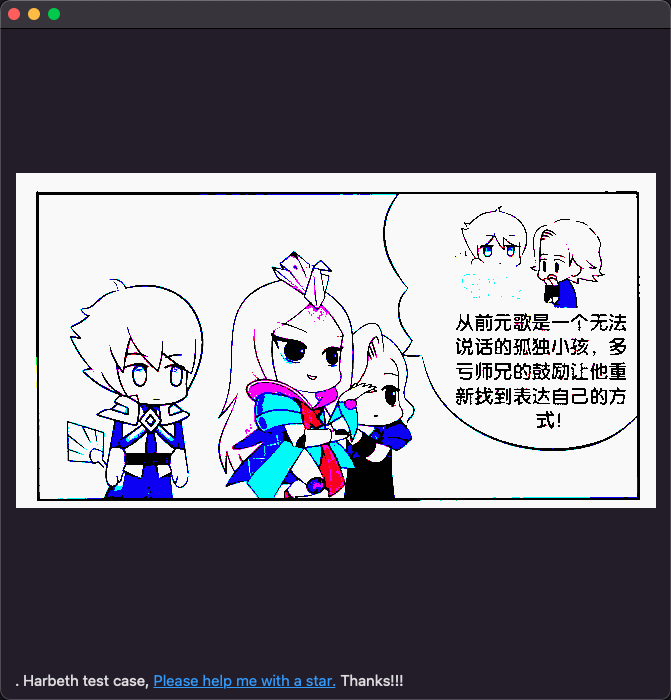 从前元歌是一个无法
说话的孤独小孩，多
亏师兄的鼓励让他重
新找到表达自己的方
式！
. Harbeth test case, Please help me with a star. Thanks!!!